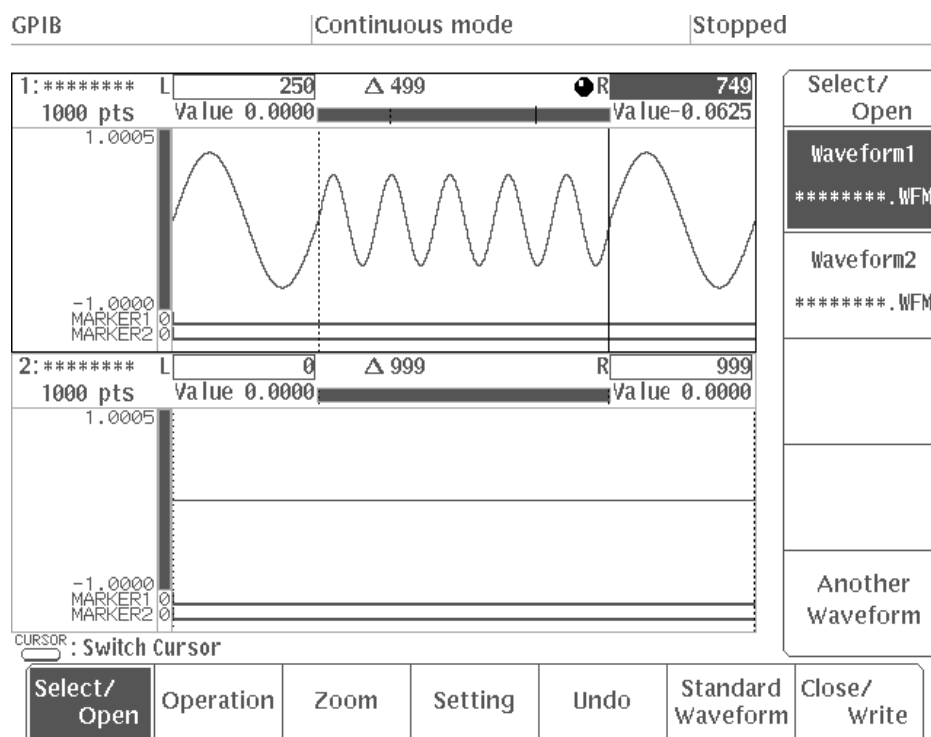 GPIB Continuous mode Stopped
1:******** L 250 Δ 499 R 749
1000 pts Value 0.0000 Value-0.0625
1.0005
-1.0000
MARKER1 0
MARKER2 0
2:******** L 0 Δ 999 R 999
1000 pts Value 0.0000 Value 0.0000
1.0005
-1.0000
MARKER1 0
MARKER2 0
CURSOR : Switch Cursor
Select/
Open
Waveform1
********.WFM
Waveform2
********.WFM
Another
Waveform
Select/
Open
Operation
Zoom
Setting
Undo
Standard
Waveform
Close/
Write